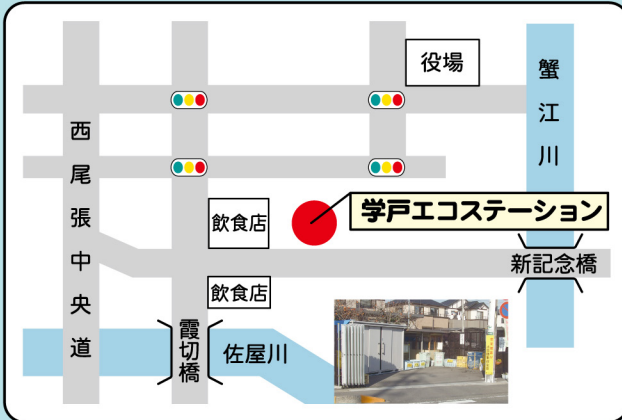 役場
蟹江川
西尾張中央道
飲食店
学戸エコステーション
新記念橋
飲食店
霞切橋
佐屋川